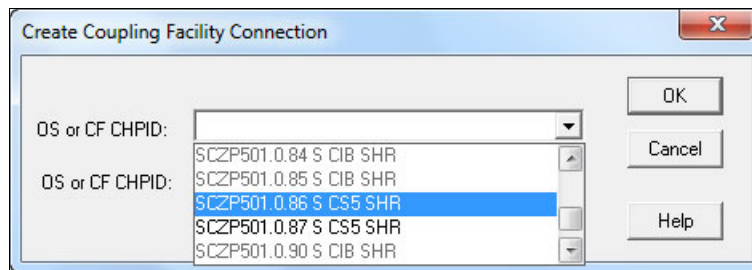 Create Coupling Facility Connection
OS or CF CHPID:
OK
SCZP501.0.84 S CIB SHR
Cancel
OS or CF CHPID:
SCZP501.0.85 S CIB SHR
SCZP501.0.86 S CS5 SHR
SCZP501.0.87 S CS5 SHR
Help
SCZP501.0.90 S CIB SHR